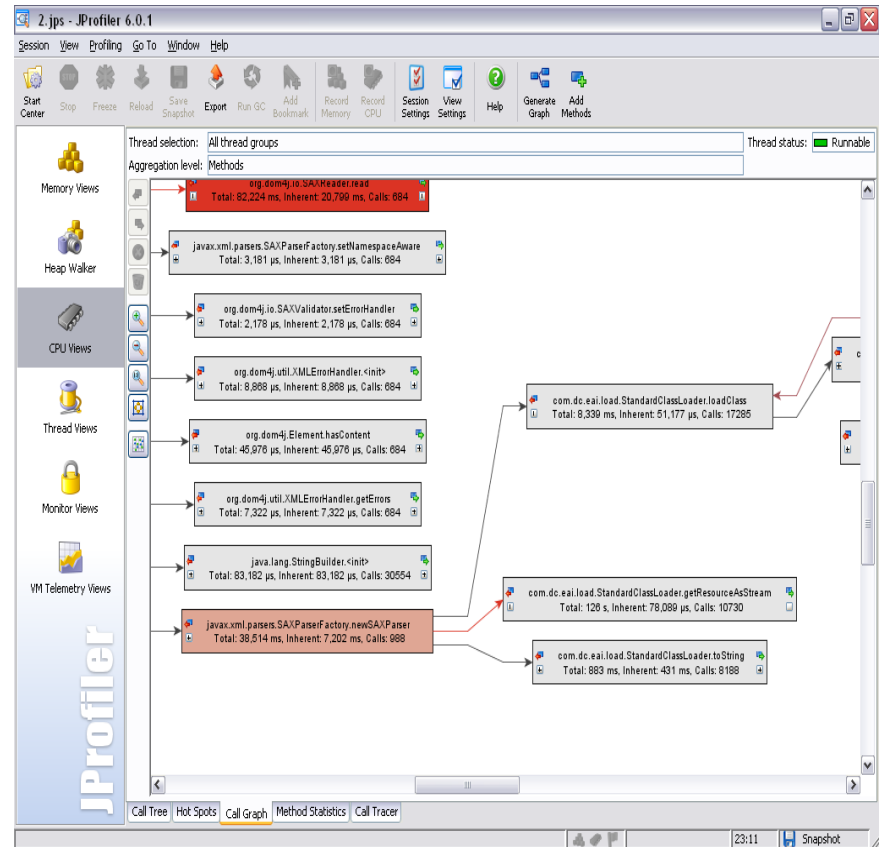 2.jps - JProfiler 6.0.1
Session View Profiling Go To Window Help
Start Center Stop Freeze Reload Save Snapshot Export Run GC Add Bookmark Record Memory Record CPU Session Settings View Settings Help Generate Graph Add Methods
Thread selection: All thread groups Thread status: Runnable
Aggregation level: Methods
Memory Views
Heap Walker
CPU Views
Thread Views
Monitor Views
VM Telemetry Views
JProfiler
org.dom4j.io.SAXReader.read
Total: 82,224 ms, Inherent: 20,799 ms, Calls: 684
javax.xml.parsers.SAXParserFactory.setNamespaceAware
Total: 3,181 µs, Inherent: 3,181 µs, Calls: 684
org.dom4j.io.SAXValidator.setErrorHandler
Total: 2,178 µs, Inherent: 2,178 µs, Calls: 684
org.dom4j.util.XMLErrorHandler.<init>
Total: 8,868 µs, Inherent: 8,868 µs, Calls: 684
com.dc.eai.load.StandardClassLoader.loadClass
Total: 8,339 ms, Inherent: 51,177 µs, Calls: 17285
org.dom4j.Element.hasContent
Total: 45,976 µs, Inherent: 45,976 µs, Calls: 684
org.dom4j.util.XMLErrorHandler.getErrors
Total: 7,322 µs, Inherent: 7,322 µs, Calls: 684
java.lang.StringBuilder.<init>
Total: 83,182 µs, Inherent: 83,182 µs, Calls: 30554
com.dc.eai.load.StandardClassLoader.getResourceAsStream
Total: 126 s, Inherent: 78,089 µs, Calls: 10730
javax.xml.parsers.SAXParserFactory.newSAXParser
Total: 38,514 ms, Inherent: 7,202 ms, Calls: 988
com.dc.eai.load.StandardClassLoader.toString
Total: 883 ms, Inherent: 431 ms, Calls: 8188
Call Tree Hot Spots Call Graph Method Statistics Call Tracer
23:11 Snapshot